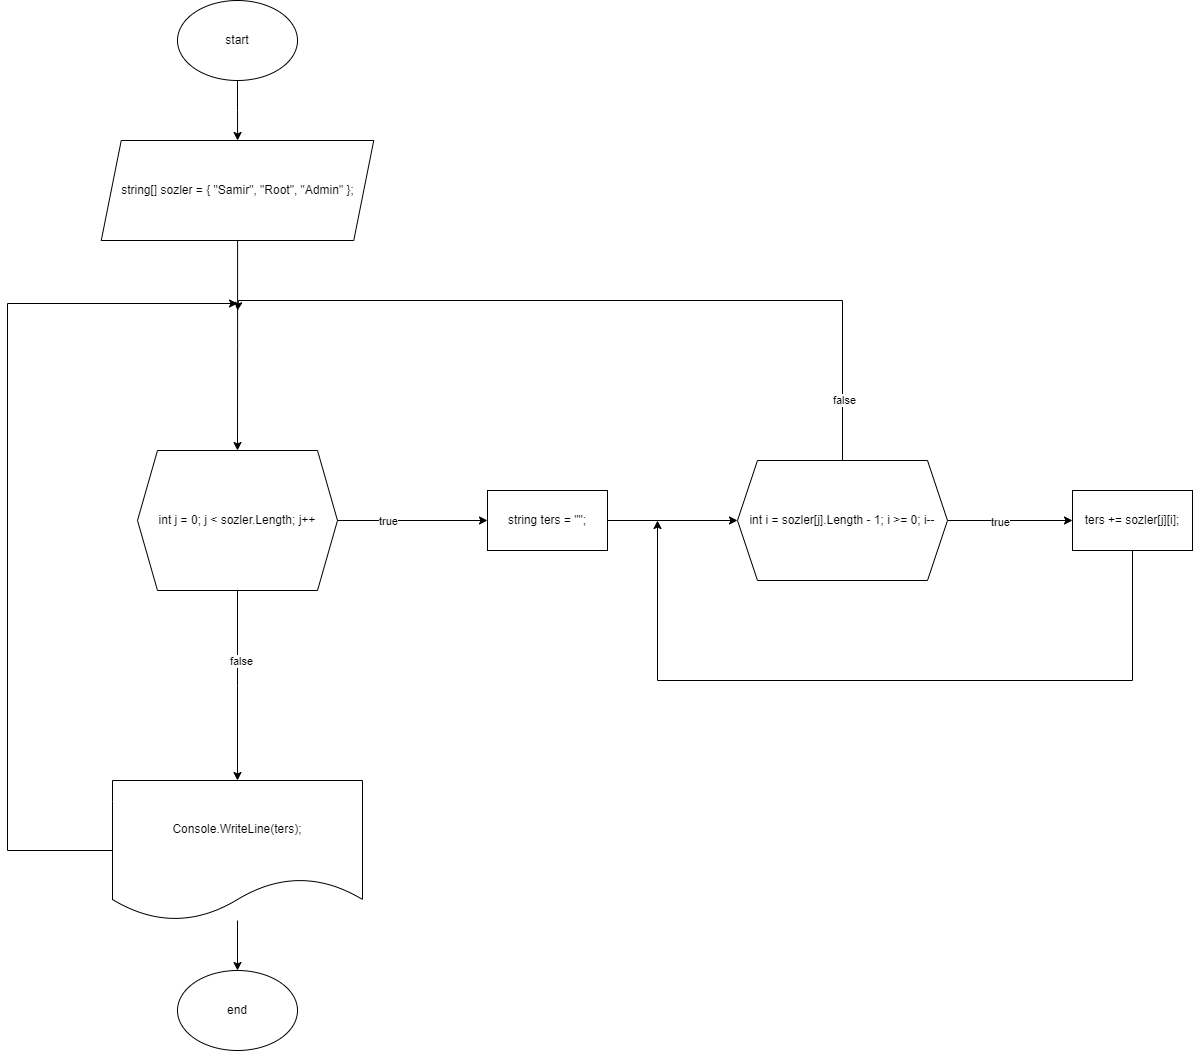 start
string[] sozler = { "Samir", "Root", "Admin" };
false
int j = 0; j < sozler.Length; j++
true
string ters = "";
int i = sozler[j].Length - 1; i >= 0; i--
true
ters += sozler[j][i];
false
Console.WriteLine(ters);
end